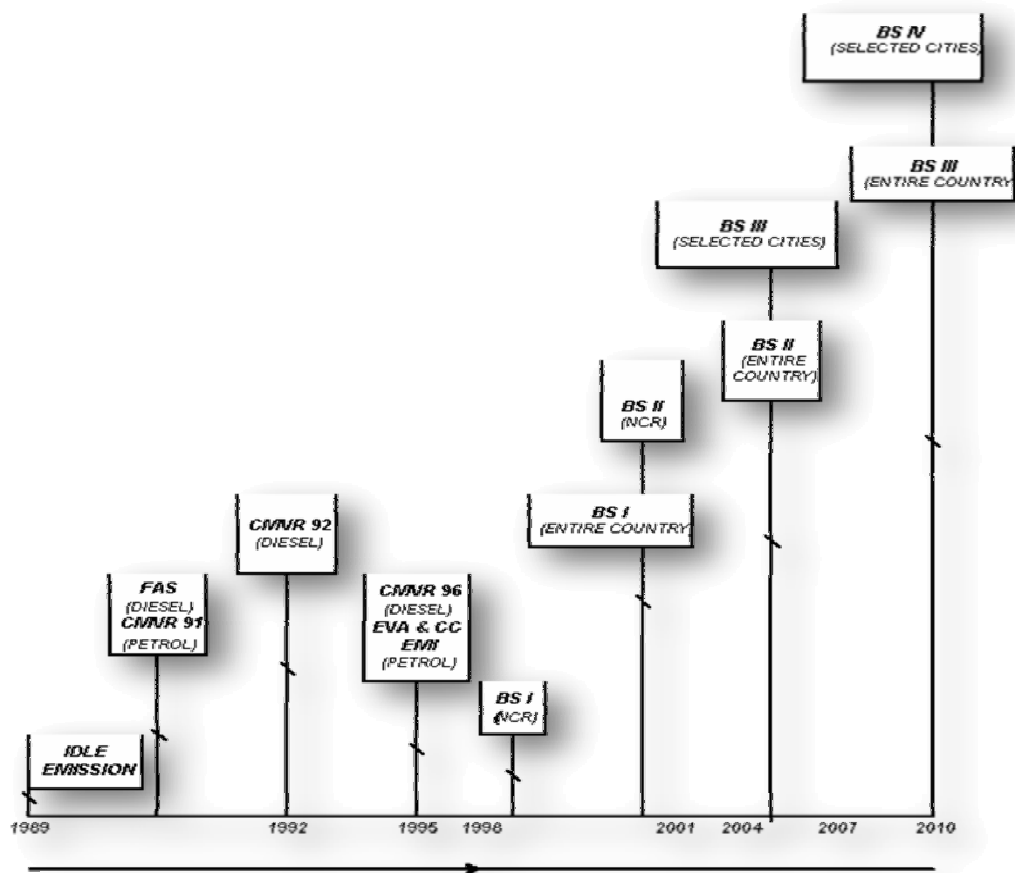 BS IV
(SELECTED CITIES)
BS III
(ENTIRE COUNTRY
BS III
(SELECTED CITIES)
BS II
(ENTIRE
COUNTRY)
BS II
(NCR)
BS I
(ENTIRE COUNTRY)
CMVR 92
(DIESEL)
FAS
(DIESEL)
CMVR 91
(PETROL)
CMVR 96
(DIESEL)
EVA & CC
EMI
(PETROL)
BS I
(NCR)
IDLE
EMISSION
1989 1992 1995 1998 2001 2004 2007 2010